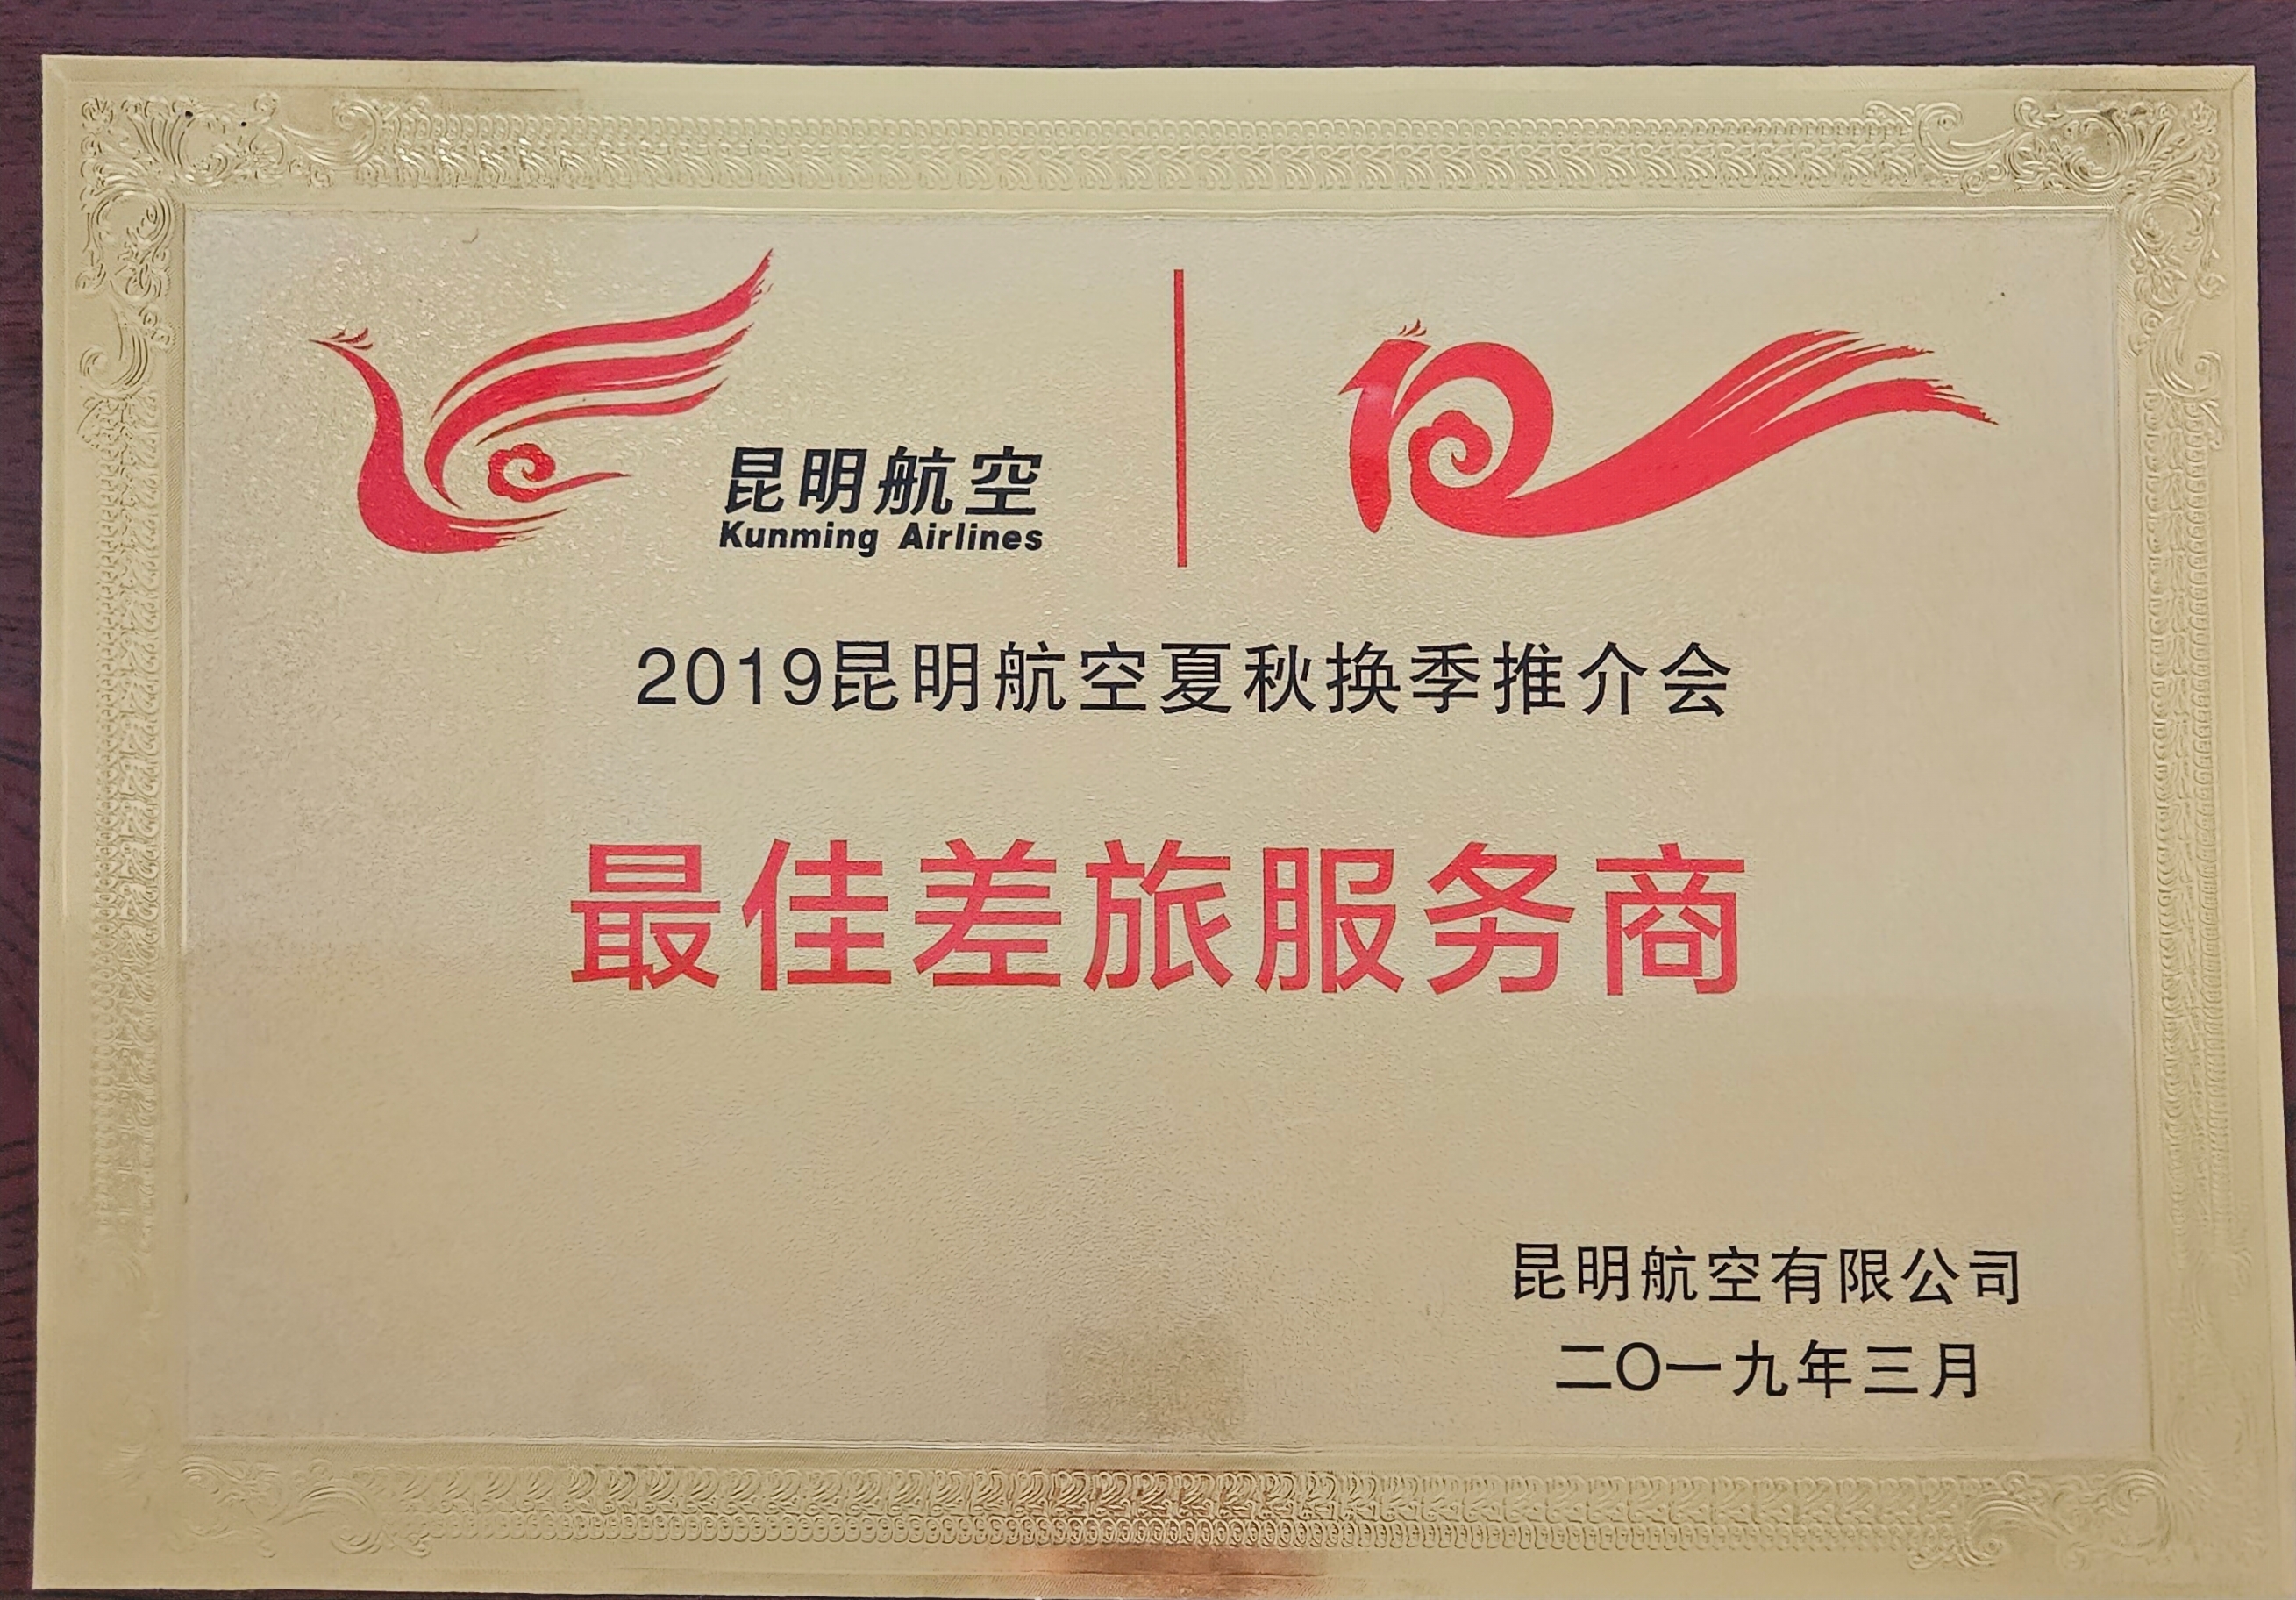 昆明航空
Kunming Airlines
2019昆明航空夏秋换季推介会
最佳差旅服务商
昆明航空有限公司
二〇一九年三月